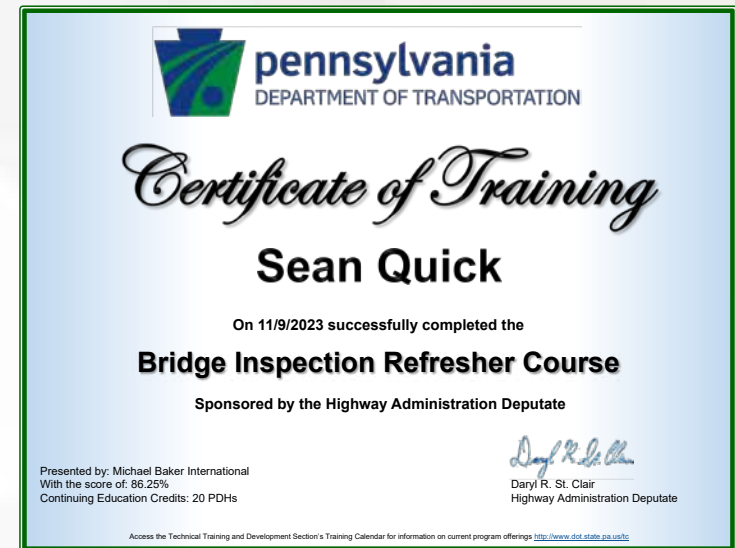 pennsylvania
DEPARTMENT OF TRANSPORTATION
Certificate of Training
Sean Quick
On 11/9/2023 successfully completed the
Bridge Inspection Refresher Course
Sponsored by the Highway Administration Deputate
Daryl R. St. Clair
Presented by: Michael Baker International
With the score of: 86.25%
Continuing Education Credits: 20 PDHs
Daryl R. St. Clair
Highway Administration Deputate
Access the Technical Training and Development Section's Training Calendar for information on current program offerings http://www.dot.state.pa.us/tc